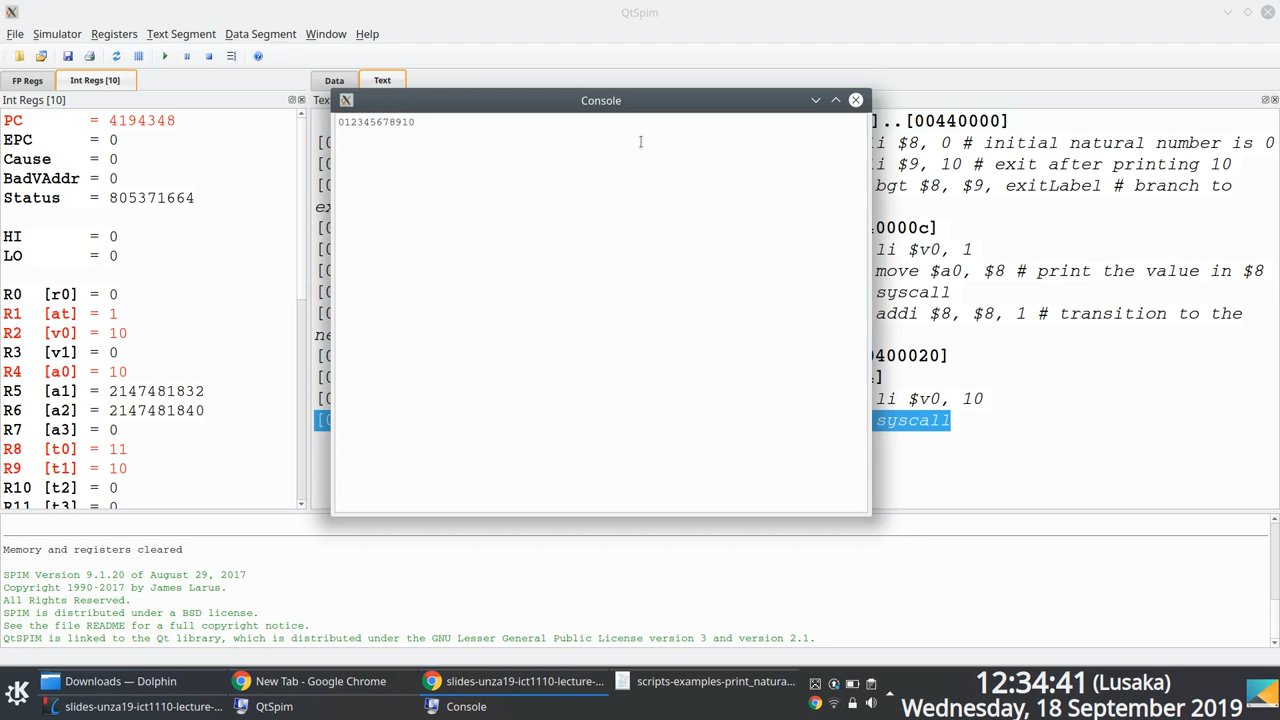 QtSpim
File Simulator Registers Text Segment Data Segment Window Help
FP Regs Int Regs [10] Data Text
Int Regs [10]
PC = 4194348
EPC = 0
Cause = 0
BadVAddr = 0
Status = 805371664
HI = 0
LO = 0
R0 [r0] = 0
R1 [at] = 1
R2 [v0] = 10
R3 [v1] = 0
R4 [a0] = 10
R5 [a1] = 2147481832
R6 [a2] = 2147481840
R7 [a3] = 0
R8 [t0] = 11
R9 [t1] = 10
R10 [t2] = 0
R11 [t3] = 0
Console
012345678910
]..[00440000]
$8, 0 # initial natural number is 0
$9, 10 # exit after printing 10
bgt $8, $9, exitLabel # branch to
0000c]
li $v0, 1
move $a0, $8 # print the value in $8
syscall
addi $8, $8, 1 # transition to the
400020]
li $v0, 10
syscall
Memory and registers cleared
SPIM Version 9.1.20 of August 29, 2017
Copyright 1990-2017 by James Larus.
All Rights Reserved.
SPIM is distributed under a BSD license.
See the file README for a full copyright notice.
QtSPIM is linked to the Qt library, which is distributed under the GNU Lesser General Public License version 3 and version 2.1.
Downloads — Dolphin
New Tab - Google Chrome
slides-unza19-ict1110-lecture-...
scripts-examples-print_natura...
slides-unza19-ict1110-lecture-...
QtSpim
Console
12:34:41 (Lusaka)
Wednesday, 18 September 2019